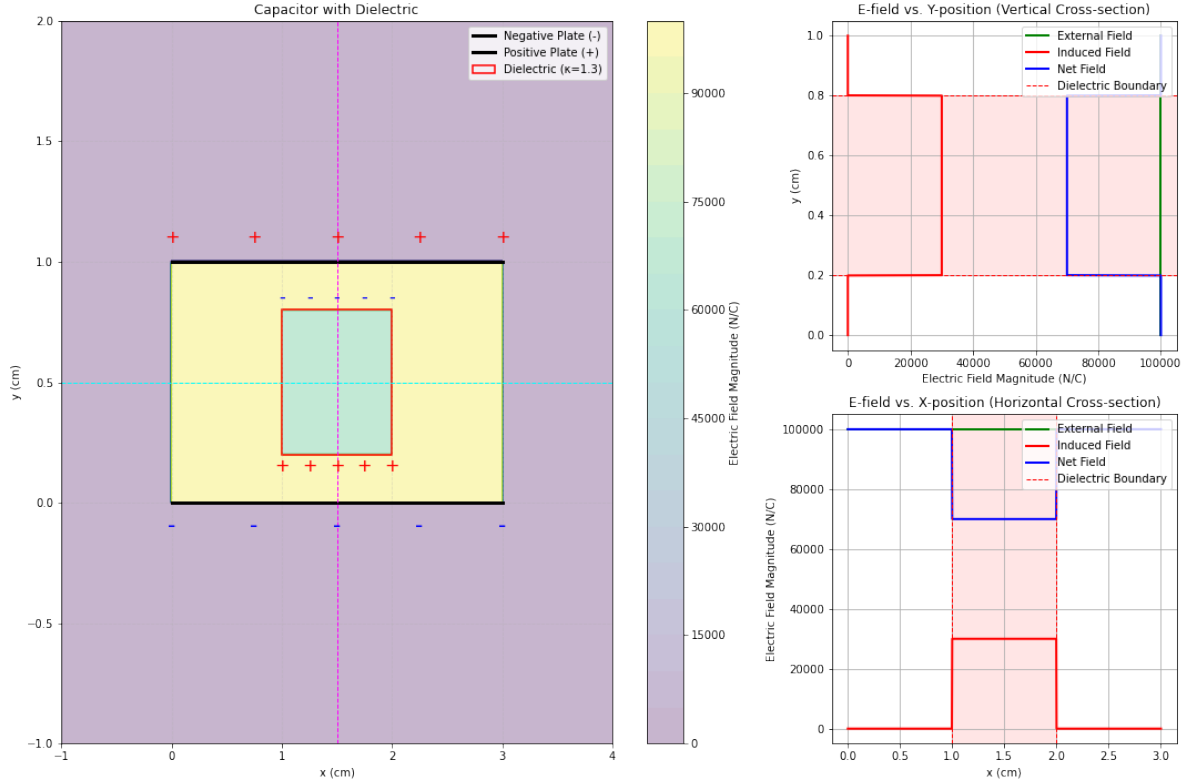 Capacitor with Dielectric
2.0
1.5
1.0
0.5
0.0
−0.5
−1.0
y (cm)
−1
0
1
2
3
4
x (cm)
Negative Plate (-)
Positive Plate (+)
Dielectric (κ=1.3)
+ + + + +
- - - - -
+ + + + +
- - - - -
90000
75000
60000
45000
30000
15000
0
Electric Field Magnitude (N/C)
E-field vs. Y-position (Vertical Cross-section)
External Field
Induced Field
Net Field
Dielectric Boundary
1.0
0.8
0.6
0.4
0.2
0.0
y (cm)
0
20000
40000
60000
80000
100000
Electric Field Magnitude (N/C)
E-field vs. X-position (Horizontal Cross-section)
External Field
Induced Field
Net Field
Dielectric Boundary
100000
80000
60000
40000
20000
0
Electric Field Magnitude (N/C)
0.0
0.5
1.0
1.5
2.0
2.5
3.0
x (cm)